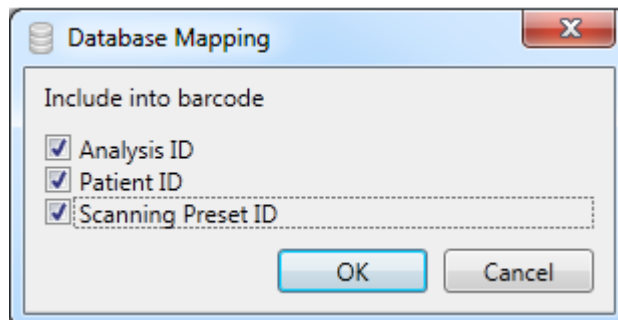 Database Mapping
Include into barcode
Analysis ID
Patient ID
Scanning Preset ID
OK
Cancel